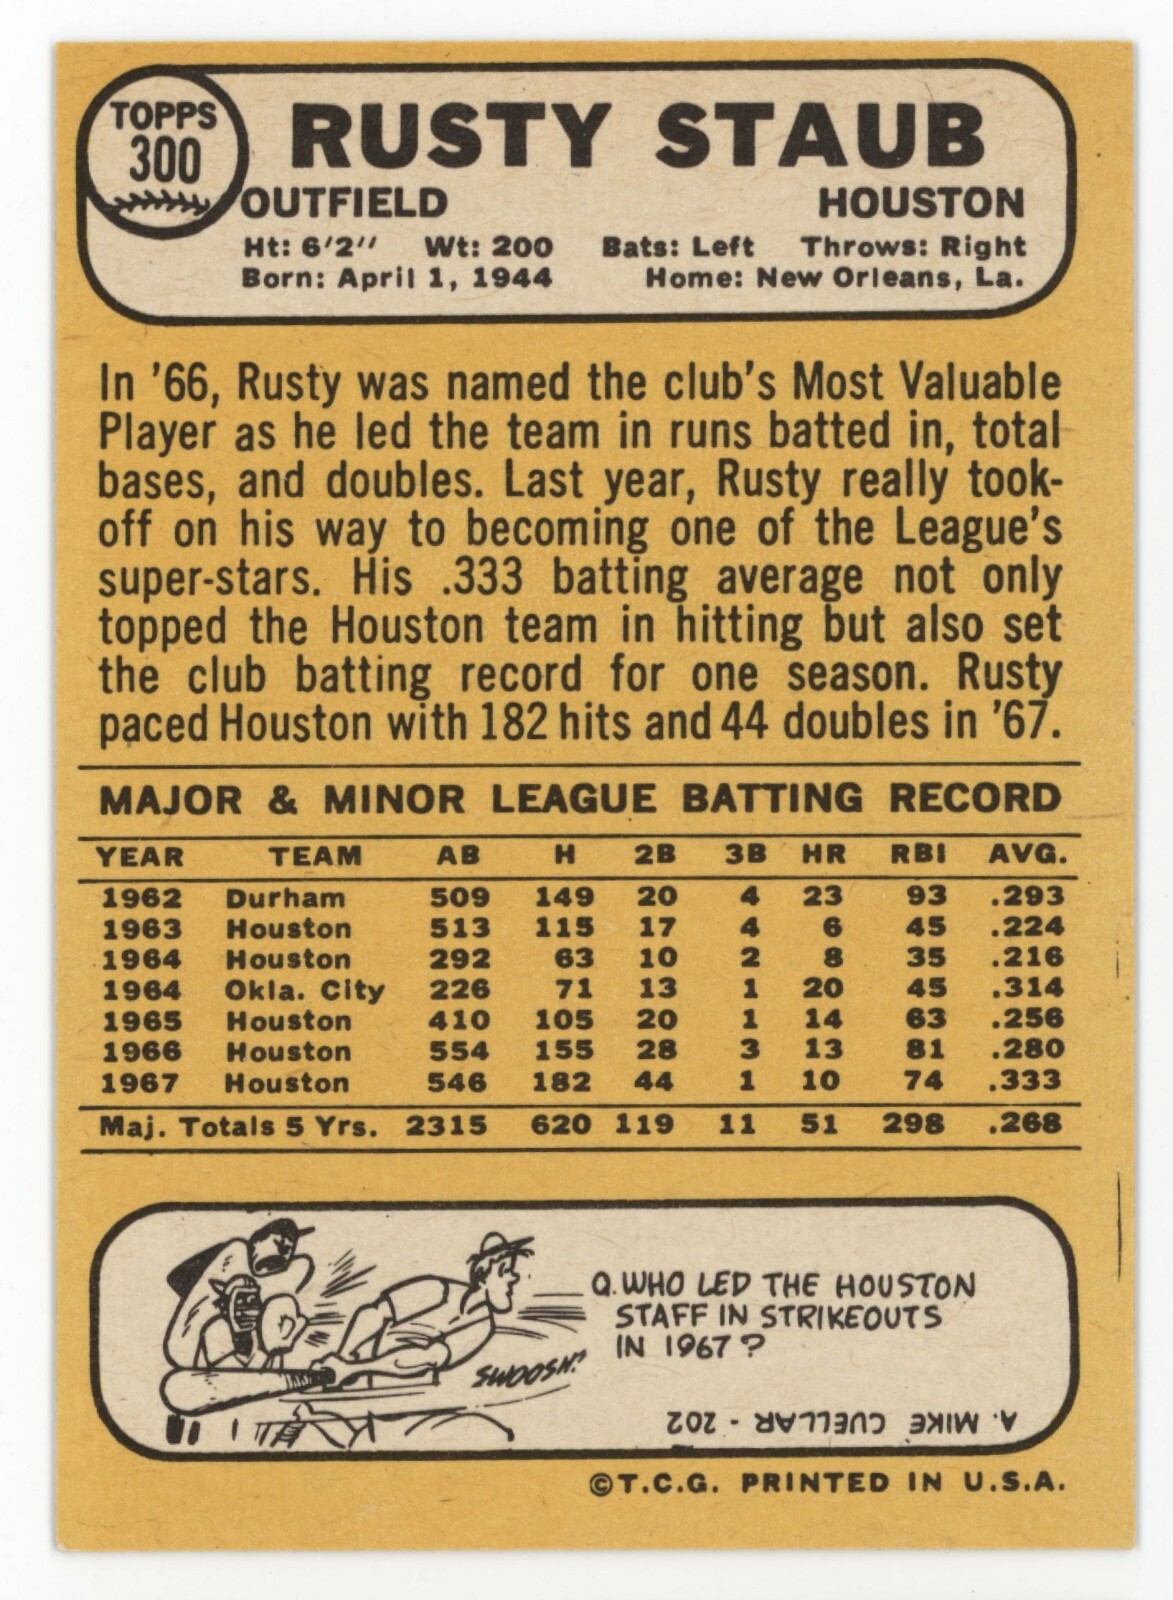 TOPPS
300
RUSTY STAUB
OUTFIELD HOUSTON
Ht: 6'2" Wt: 200 Bats: Left Throws: Right
Born: April 1, 1944 Home: New Orleans, La.
In '66, Rusty was named the club's Most Valuable
Player as he led the team in runs batted in, total
bases, and doubles. Last year, Rusty really took-
off on his way to becoming one of the League's
super-stars. His .333 batting average not only
topped the Houston team in hitting but also set
the club batting record for one season. Rusty
paced Houston with 182 hits and 44 doubles in '67.
MAJOR & MINOR LEAGUE BATTING RECORD
YEAR TEAM AB H 2B 3B HR RBI AVG.
1962 Durham 509 149 20 4 23 93 .293
1963 Houston 513 115 17 4 6 45 .224
1964 Houston 292 63 10 2 8 35 .216
1964 Okla. City 226 71 13 1 20 45 .314
1965 Houston 410 105 20 1 14 63 .256
1966 Houston 554 155 28 3 13 81 .280
1967 Houston 546 182 44 1 10 74 .333
Maj. Totals 5 Yrs. 2315 620 119 11 51 298 .268
Q. WHO LED THE HOUSTON
STAFF IN STRIKEOUTS
IN 1967?
SWOOSH!
A. MIKE CUELLAR - 202
©T.C.G. PRINTED IN U.S.A.